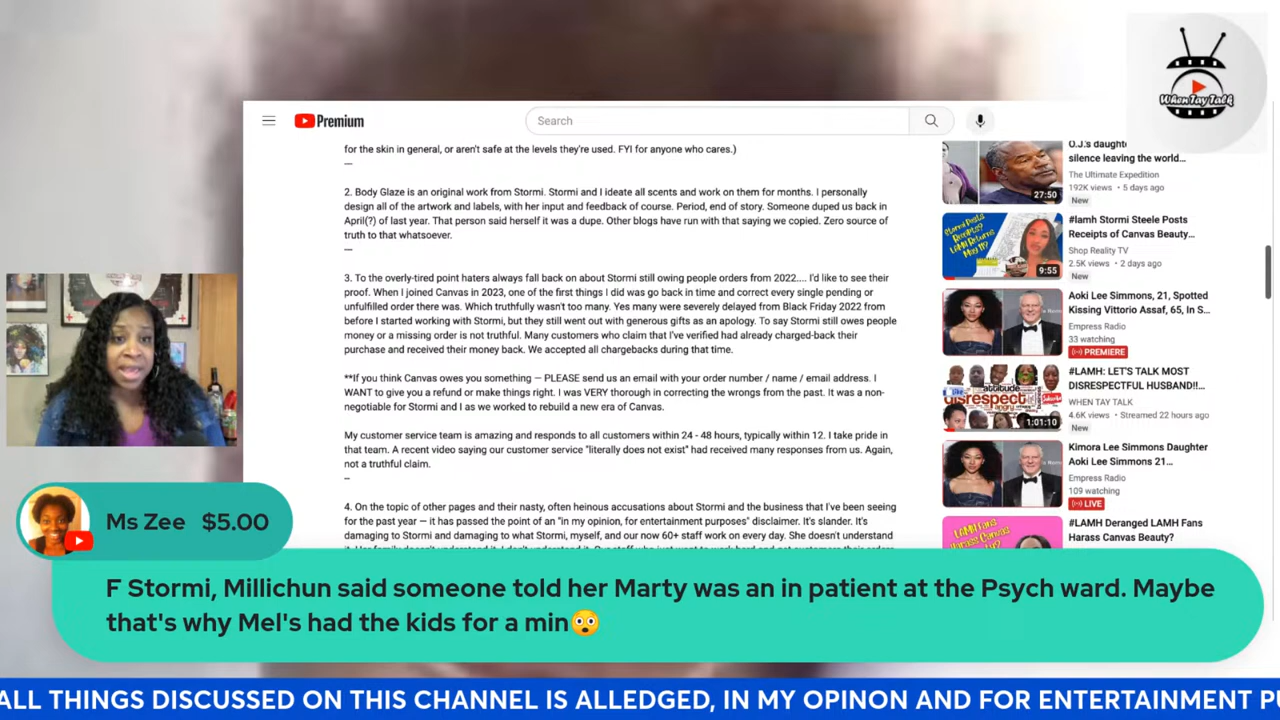 Premium
Search
When Tay Talk
for the skin in general, or aren't safe at the levels they're used. FYI for anyone who cares.)
---
2. Body Glaze is an original work from Stormi. Stormi and I ideate all scents and work on them for months. I personally
design all of the artwork and labels, with her input and feedback of course. Period, end of story. Someone duped us back in
April(?) of last year. That person said herself it was a dupe. Other blogs have run with that saying we copied. Zero source of
truth to that whatsoever.
---
3. To the overly-tired point haters always fall back on about Stormi still owing people orders from 2022.... I'd like to see their
proof. When I joined Canvas in 2023, one of the first things I did was go back in time and correct every single pending or
unfulfilled order there was. Which truthfully wasn't too many. Yes many were severely delayed from Black Friday 2022 from
before I started working with Stormi, but they still went out with generous gifts as an apology. To say Stormi still owes people
money or a missing order is not truthful. Many customers who claim that I've verified had already charged-back their
purchase and received their money back. We accepted all chargebacks during that time.
**If you think Canvas owes you something — PLEASE send us an email with your order number / name / email address. I
WANT to give you a refund or make things right. I was VERY thorough in correcting the wrongs from the past. It was a non-
negotiable for Stormi and I as we worked to rebuild a new era of Canvas.
My customer service team is amazing and responds to all customers within 24 - 48 hours, typically within 12. I take pride in
that team. A recent video saying our customer service "literally does not exist" had received many responses from us. Again,
not a truthful claim.
--
4. On the topic of other pages and their nasty, often heinous accusations about Stormi and the business that I've been seeing
for the past year — it has passed the point of an "in my opinion, for entertainment purposes" disclaimer. It's slander. It's
damaging to Stormi and damaging to what Stormi, myself, and our now 60+ staff work on every day. She doesn't understand
O.J.'s daught
silence leaving the world...
The Ultimate Expedition
192K views • 5 days ago
New
27:50
#lamh Stormi Steele Posts
Receipts of Canvas Beauty...
Shop Reality TV
2.5K views • 2 days ago
New
9:55
Aoki Lee Simmons, 21, Spotted
Kissing Vittorio Assaf, 65, In S...
Empress Radio
33 watching
PREMIERE
#LAMH: LET'S TALK MOST
DISRESPECTFUL HUSBAND!!...
WHEN TAY TALK
4.6K views • Streamed 22 hours ago
New
attitude
disrespect
1:01:10
Kimora Lee Simmons Daughter
Aoki Lee Simmons 21...
Empress Radio
109 watching
LIVE
#LAMH Deranged LAMH Fans
Harass Canvas Beauty?
Ms Zee $5.00
F Stormi, Millichun said someone told her Marty was an in patient at the Psych ward. Maybe
that's why Mel's had the kids for a min😲
ALL THINGS DISCUSSED ON THIS CHANNEL IS ALLEDGED, IN MY OPINON AND FOR ENTERTAINMENT PU